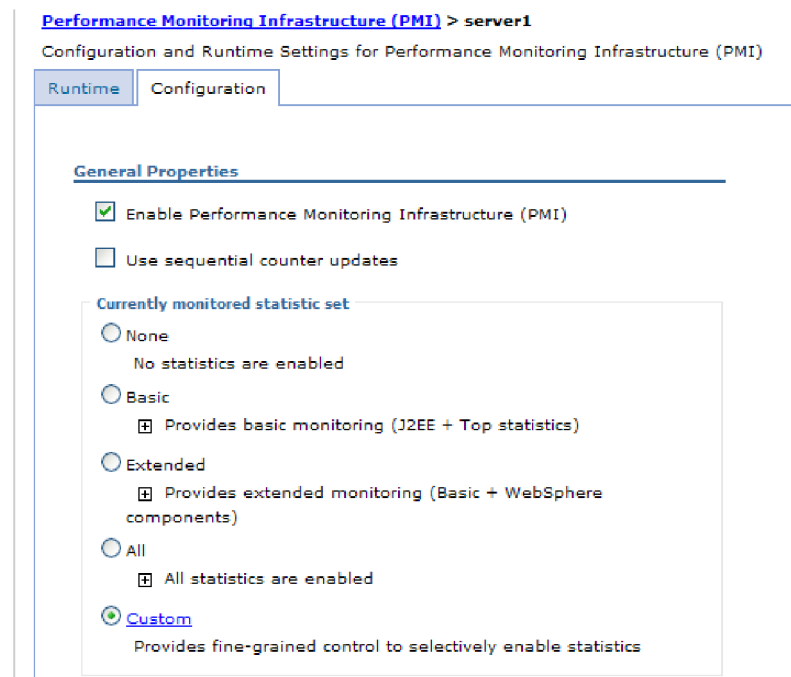 Performance Monitoring Infrastructure (PMI) > server1
Configuration and Runtime Settings for Performance Monitoring Infrastructure (PMI)
Runtime
Configuration
General Properties
Enable Performance Monitoring Infrastructure (PMI)
Use sequential counter updates
Currently monitored statistic set
None
No statistics are enabled
Basic
Provides basic monitoring (J2EE + Top statistics)
Extended
Provides extended monitoring (Basic + WebSphere
components)
All
All statistics are enabled
Custom
Provides fine-grained control to selectively enable statistics